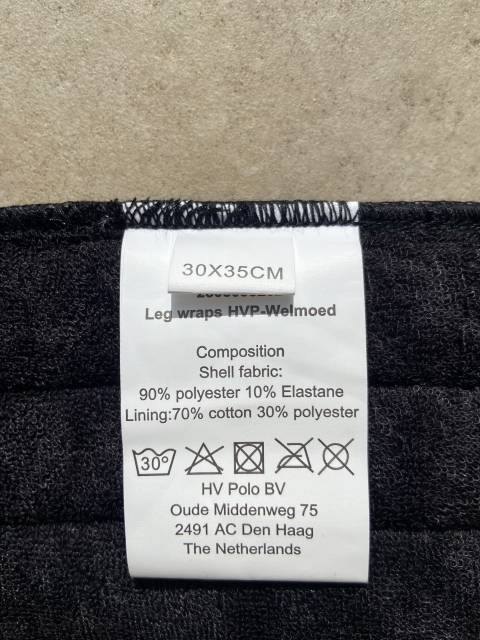 30X35CM
Leg wraps HVP-Welmoed
Composition
Shell fabric:
90% polyester 10% Elastane
Lining:70% cotton 30% polyester
30°
HV Polo BV
Oude Middenweg 75
2491 AC Den Haag
The Netherlands